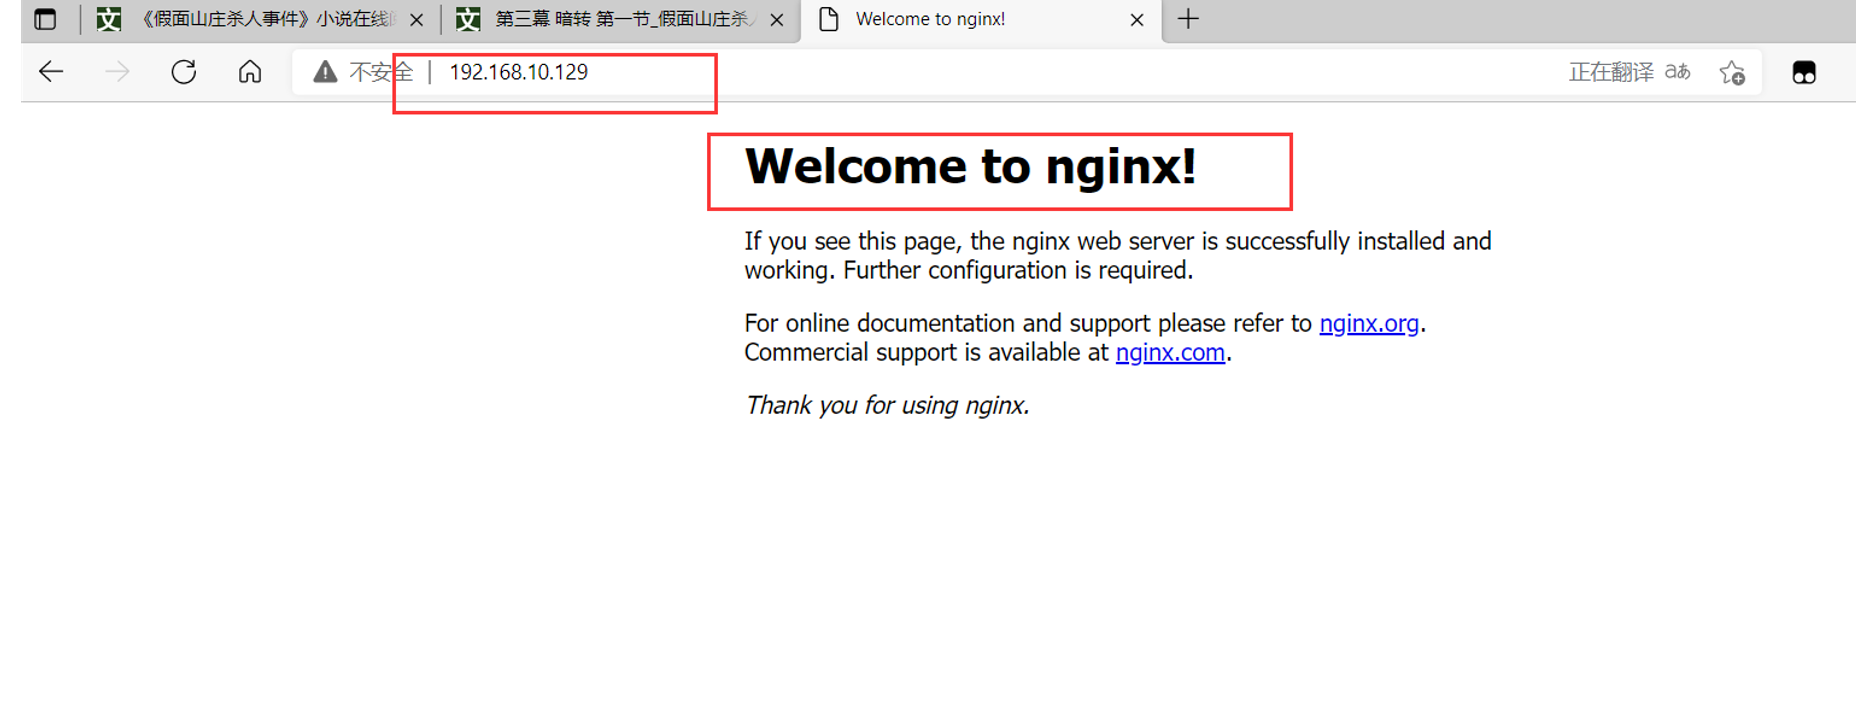 《假面山庄杀人事件》小说在线
第三幕 暗转 第一节_假面山庄杀
Welcome to nginx!
不安全
192.168.10.129
正在翻译
aあ
Welcome to nginx!
If you see this page, the nginx web server is successfully installed and
working. Further configuration is required.
For online documentation and support please refer to nginx.org.
Commercial support is available at nginx.com.
Thank you for using nginx.